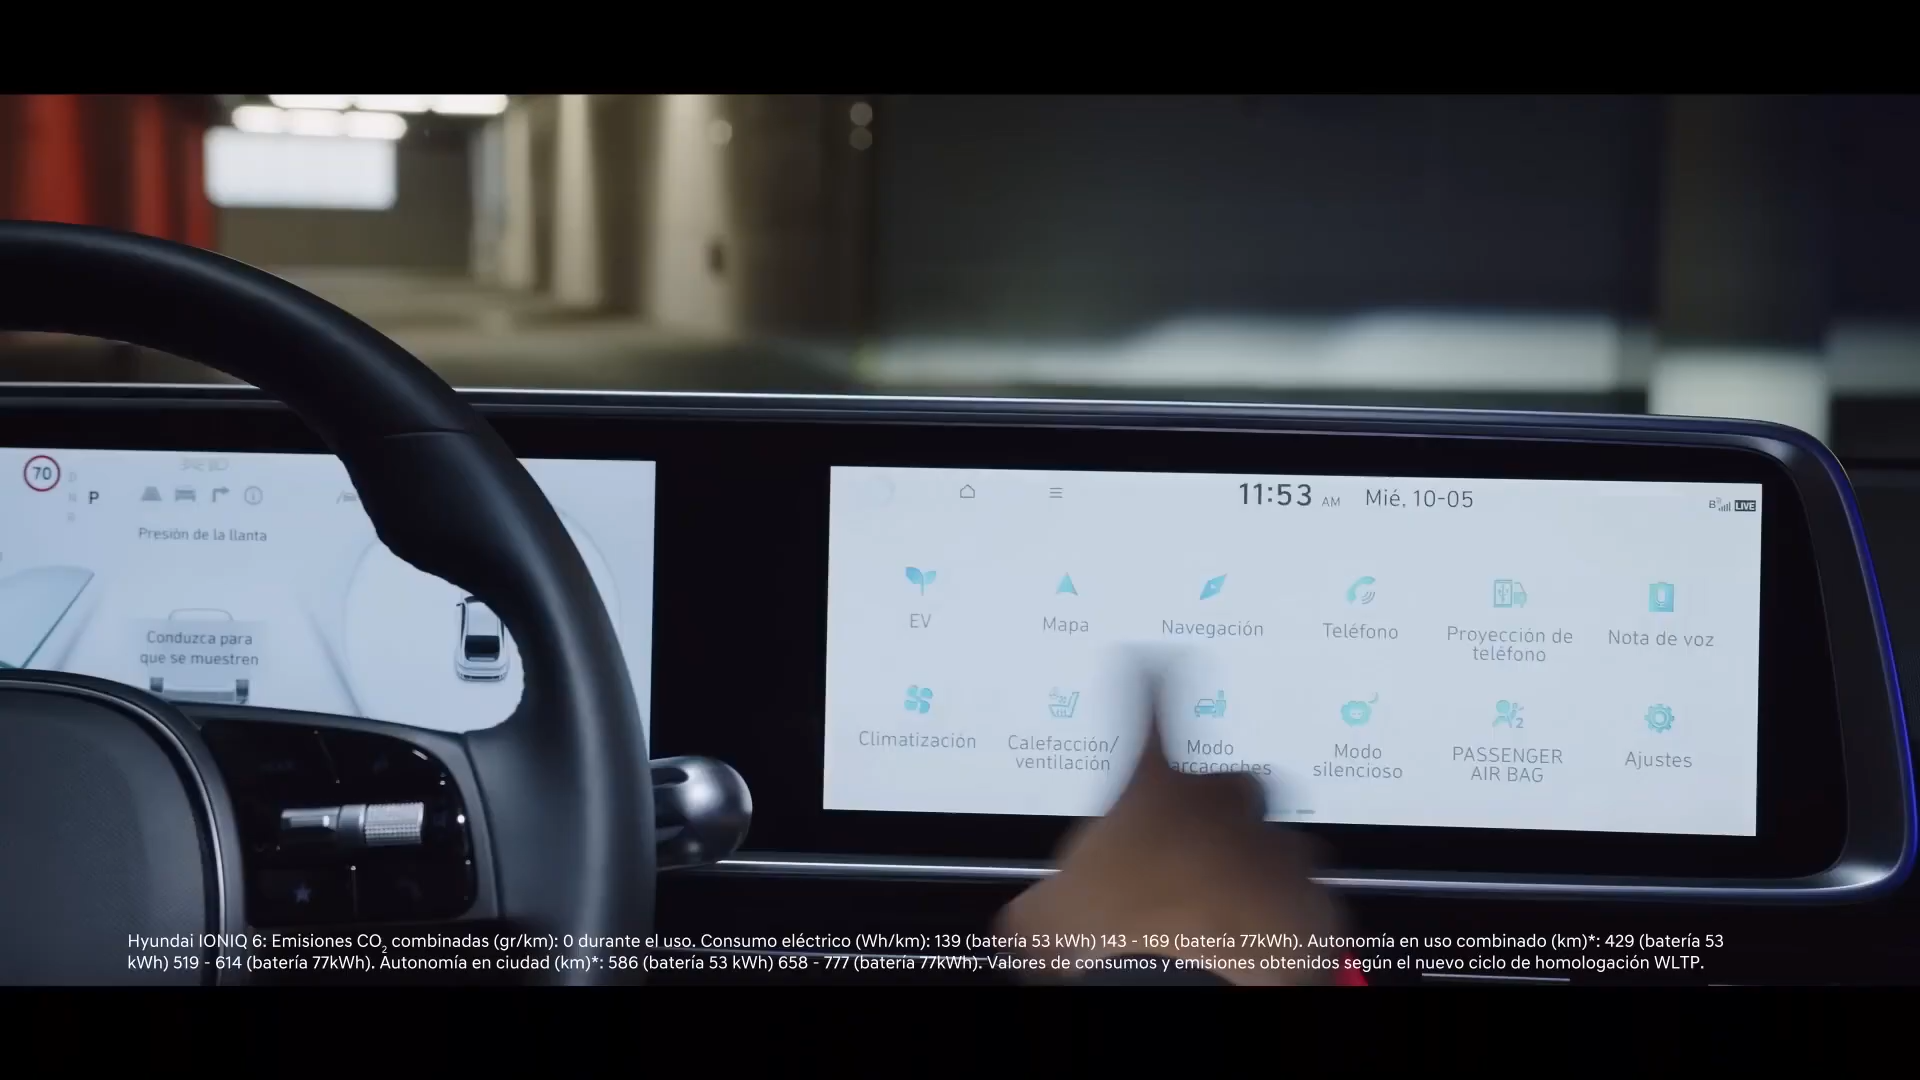 70
P
Presión de la llanta
Conduzca para
que se muestren
11:53 AM Mié, 10-05
LIVE
EV
Mapa
Navegación
Teléfono
Proyección de
teléfono
Nota de voz
Climatización
Calefacción/
ventilación
Modo
arcacoches
Modo
silencioso
PASSENGER
AIR BAG
Ajustes
Hyundai IONIQ 6: Emisiones CO₂ combinadas (gr/km): 0 durante el uso. Consumo eléctrico (Wh/km): 139 (batería 53 kWh) 143 - 169 (batería 77kWh). Autonomía en uso combinado (km)*: 429 (batería 53
kWh) 519 - 614 (batería 77kWh). Autonomía en ciudad (km)*: 586 (batería 53 kWh) 658 - 777 (batería 77kWh). Valores de consumos y emisiones obtenidos según el nuevo ciclo de homologación WLTP.